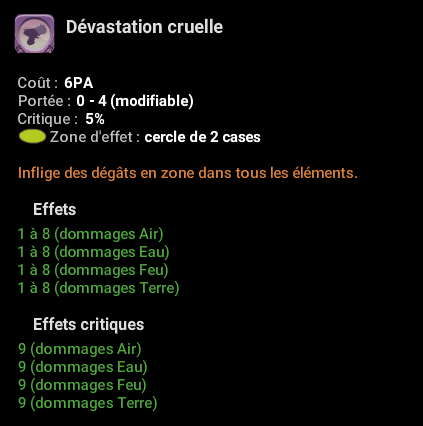 Dévastation cruelle
Coût : 6PA
Portée : 0 - 4 (modifiable)
Critique : 5%
Zone d'effet : cercle de 2 cases
Inflige des dégâts en zone dans tous les éléments.
Effets
1 à 8 (dommages Air)
1 à 8 (dommages Eau)
1 à 8 (dommages Feu)
1 à 8 (dommages Terre)
Effets critiques
9 (dommages Air)
9 (dommages Eau)
9 (dommages Feu)
9 (dommages Terre)